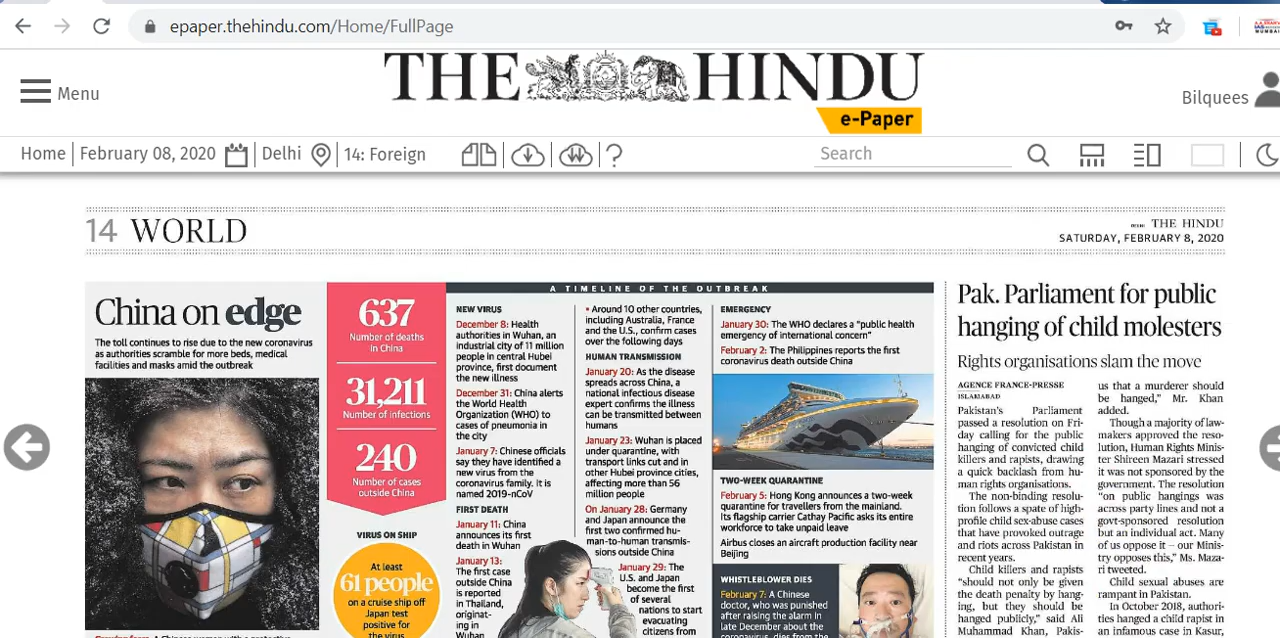 epaper.thehindu.com/Home/FullPage
THE HINDU
e-Paper
Menu
Bilquees
Home
February 08, 2020
Delhi
14: Foreign
?
Search
14 WORLD
THE HINDU
SATURDAY, FEBRUARY 8, 2020
China on edge
The toll continues to rise due to the new coronavirus
as authorities scramble for more beds, medical
facilities and masks amid the outbreak
637
Number of deaths
in China
31,211
Number of infections
240
Number of cases
outside China
VIRUS ON SHIP
At least
61 people
on a cruise ship off
Japan test
positive for
the virus
A TIMELINE OF THE OUTBREAK
NEW VIRUS
December 8: Health
authorities in Wuhan, an
industrial city of 11 million
people in central Hubei
province, first document
the new illness
December 31: China alerts
the World Health
Organization (WHO) to
cases of pneumonia in
the city
January 7: Chinese officials
say they have identified a
new virus from the
coronavirus family. It is
named 2019-nCoV
FIRST DEATH
January 11: China
announces its first
death in Wuhan
January 13:
The first case
outside China
is reported
in Thailand,
originat-
ing in
Wuhan
• Around 10 other countries,
including Australia, France
and the U.S., confirm cases
over the following days
HUMAN TRANSMISSION
January 20: As the disease
spreads across China, a
national infectious disease
expert confirms the illness
can be transmitted between
humans
January 23: Wuhan is placed
under quarantine, with
transport links cut and in
other Hubei province cities,
affecting more than 56
million people
On January 28: Germany
and Japan announce the
first two confirmed hu-
man-to-human transmis-
sions outside China
January 29: The
U.S. and Japan
become the first
of several
nations to start
evacuating
citizens from
EMERGENCY
January 30: The WHO declares a "public health
emergency of international concern"
February 2: The Philippines reports the first
coronavirus death outside China
TWO-WEEK QUARANTINE
February 5: Hong Kong announces a two-week
quarantine for travellers from the mainland.
Its flagship carrier Cathay Pacific asks its entire
workforce to take unpaid leave
Airbus closes an aircraft production facility near
Beijing
WHISTLEBLOWER DIES
February 7: A Chinese
doctor, who was punished
after raising the alarm in
late December about the
coronavirus, dies from the
Pak. Parliament for public
hanging of child molesters
Rights organisations slam the move
AGENCE FRANCE-PRESSE
ISLAMABAD
Pakistan's Parliament
passed a resolution on Fri-
day calling for the public
hanging of convicted child
killers and rapists, drawing
a quick backlash from hu-
man rights organisations.
The non-binding resolu-
tion follows a spate of high-
profile child sex-abuse cases
that have provoked outrage
and riots across Pakistan in
recent years.
Child killers and rapists
"should not only be given
the death penalty by hang-
ing, but they should be
hanged publicly," said Ali
Muhammad Khan, Pakis-
us that a murderer should
be hanged," Mr. Khan
added.
Though a majority of law-
makers approved the reso-
lution, Human Rights Minis-
ter Shireen Mazari stressed
it was not sponsored by the
government. The resolution
"on public hangings was
across party lines and not a
govt-sponsored resolution
but an individual act. Many
of us oppose it – our Minis-
try opposes this," Ms. Maza-
ri tweeted.
Child sexual abuses are
rampant in Pakistan.
In October 2018, authori-
ties hanged a child rapist in
an infamous case in Kasur,